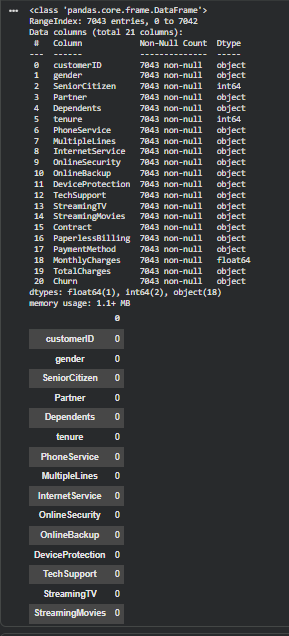 <class 'pandas.core.frame.DataFrame'>
RangeIndex: 7043 entries, 0 to 7042
Data columns (total 21 columns):
 #   Column            Non-Null Count  Dtype
---  ------            --------------  -----
 0   customerID        7043 non-null   object
 1   gender            7043 non-null   object
 2   SeniorCitizen     7043 non-null   int64
 3   Partner           7043 non-null   object
 4   Dependents        7043 non-null   object
 5   tenure            7043 non-null   int64
 6   PhoneService      7043 non-null   object
 7   MultipleLines     7043 non-null   object
 8   InternetService   7043 non-null   object
 9   OnlineSecurity    7043 non-null   object
 10  OnlineBackup      7043 non-null   object
 11  DeviceProtection  7043 non-null   object
 12  TechSupport       7043 non-null   object
 13  StreamingTV       7043 non-null   object
 14  StreamingMovies   7043 non-null   object
 15  Contract          7043 non-null   object
 16  PaperlessBilling  7043 non-null   object
 17  PaymentMethod     7043 non-null   object
 18  MonthlyCharges    7043 non-null   float64
 19  TotalCharges      7043 non-null   object
 20  Churn             7043 non-null   object
dtypes: float64(1), int64(2), object(18)
memory usage: 1.1+ MB
0
customerID 0
gender 0
SeniorCitizen 0
Partner 0
Dependents 0
tenure 0
PhoneService 0
MultipleLines 0
InternetService 0
OnlineSecurity 0
OnlineBackup 0
DeviceProtection 0
TechSupport 0
StreamingTV 0
StreamingMovies 0